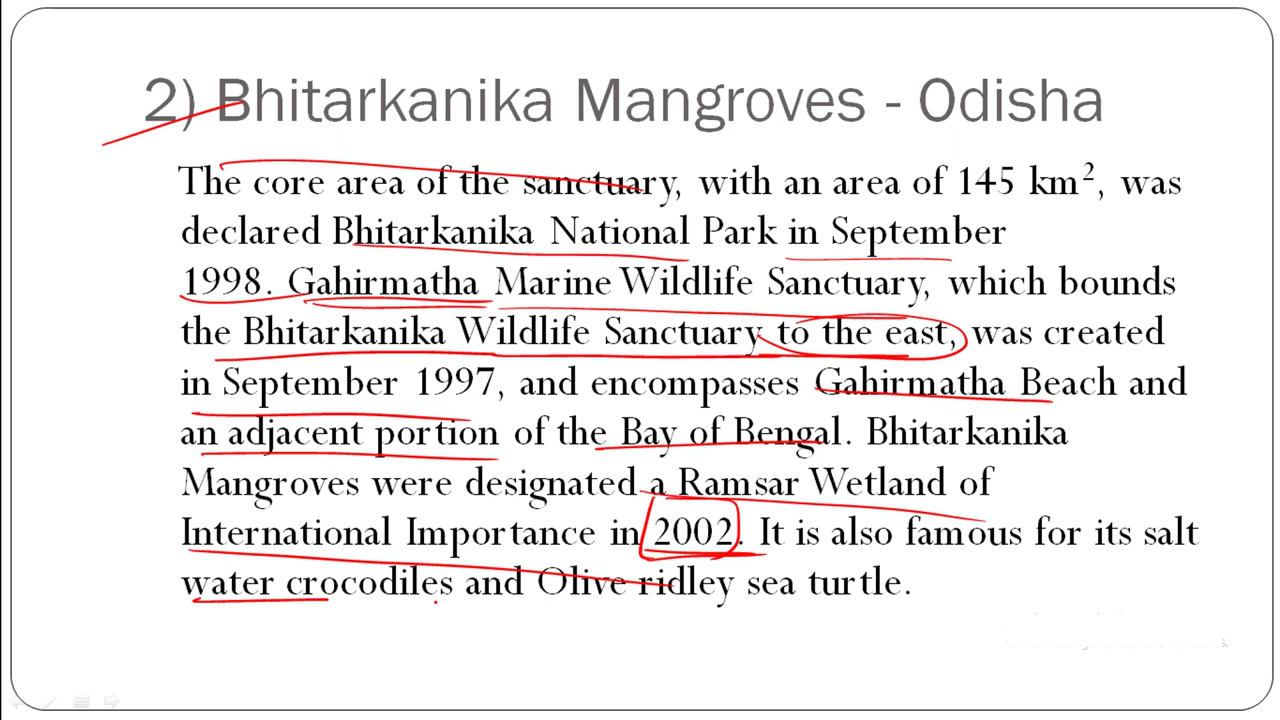 2) Bhitarkanika Mangroves - Odisha
The core area of the sanctuary, with an area of 145 km², was
declared Bhitarkanika National Park in September
1998. Gahirmatha Marine Wildlife Sanctuary, which bounds
the Bhitarkanika Wildlife Sanctuary to the east, was created
in September 1997, and encompasses Gahirmatha Beach and
an adjacent portion of the Bay of Bengal. Bhitarkanika
Mangroves were designated a Ramsar Wetland of
International Importance in 2002. It is also famous for its salt
water crocodiles and Olive ridley sea turtle.